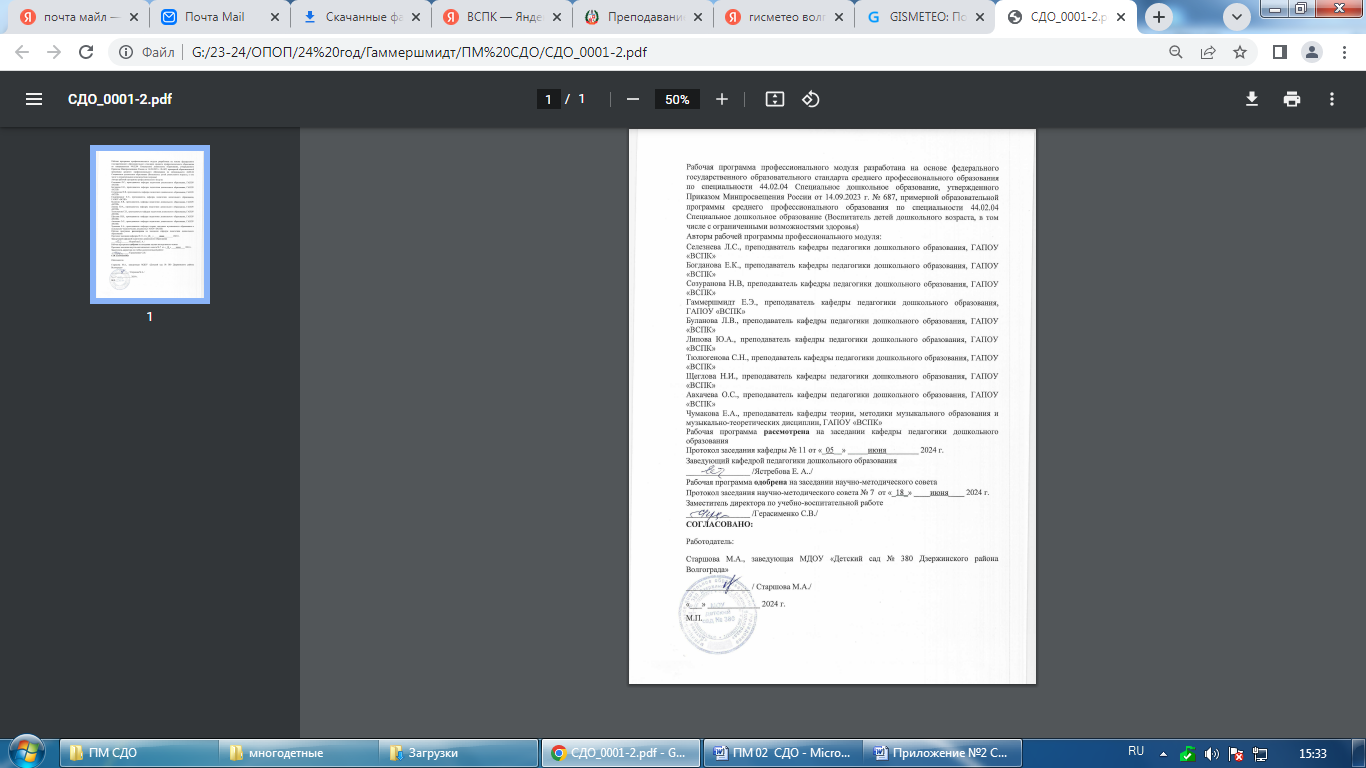 почта майл —
Почта Mail
Скачанные фа
ВСПК — Янде
Преподавани
гисметео волг
GISMETEO: По
СДО_0001-2.p
Файл
G:/23-24/ОПОП/24%20год/Гаммершмидт/ПМ%20СДО/СДО_0001-2.pdf
СДО_0001-2.pdf
1 / 1
50%
1
Рабочая программа профессионального модуля разработана на основе федерального
государственного образовательного стандарта среднего профессионального образования
по специальности 44.02.04 Специальное дошкольное образование, утвержденного
Приказом Минпросвещения России от 14.09.2023 г. № 687, примерной образовательной
программы среднего профессионального образования по специальности 44.02.04
Специальное дошкольное образование (Воспитатель детей дошкольного возраста, в том
числе с ограниченными возможностями здоровья)
Авторы рабочей программы профессионального модуля:
Селезнева Л.С., преподаватель кафедры педагогики дошкольного образования, ГАПОУ
«ВСПК»
Богданова Е.К., преподаватель кафедры педагогики дошкольного образования, ГАПОУ
«ВСПК»
Созуранова Н.В, преподаватель кафедры педагогики дошкольного образования, ГАПОУ
«ВСПК»
Гаммершмидт Е.Э., преподаватель кафедры педагогики дошкольного образования,
ГАПОУ «ВСПК»
Буланова Л.В., преподаватель кафедры педагогики дошкольного образования, ГАПОУ
«ВСПК»
Липова Ю.А., преподаватель кафедры педагогики дошкольного образования, ГАПОУ
«ВСПК»
Тюлюгенова С.Н., преподаватель кафедры педагогики дошкольного образования, ГАПОУ
«ВСПК»
Щеглова Н.И., преподаватель кафедры педагогики дошкольного образования, ГАПОУ
«ВСПК»
Авхачева О.С., преподаватель кафедры педагогики дошкольного образования, ГАПОУ
«ВСПК»
Чумакова Е.А., преподаватель кафедры теории, методики музыкального образования и
музыкально-теоретических дисциплин, ГАПОУ «ВСПК»
Рабочая программа рассмотрена на заседании кафедры педагогики дошкольного
образования
Протокол заседания кафедры № 11 от «_05__» _____июня________ 2024 г.
Заведующий кафедрой педагогики дошкольного образования
________________ /Ястребова Е. А../
Рабочая программа одобрена на заседании научно-методического совета
Протокол заседания научно-методического совета № 7 от «_18_» ____июня____ 2024 г.
Заместитель директора по учебно-воспитательной работе
________________ /Герасименко С.В./
СОГЛАСОВАНО:
Работодатель:
Старшова М.А., заведующая МДОУ «Детский сад № 380 Дзержинского района
Волгограда»
________________ / Старшова М.А./
«___» _____________ 2024 г.
М.П.
ПМ СДО
многодетные
Загрузки
СДО_0001-2.pdf - G...
ПМ 02 СДО - Micro...
Приложение №2 С...
RU
15:33